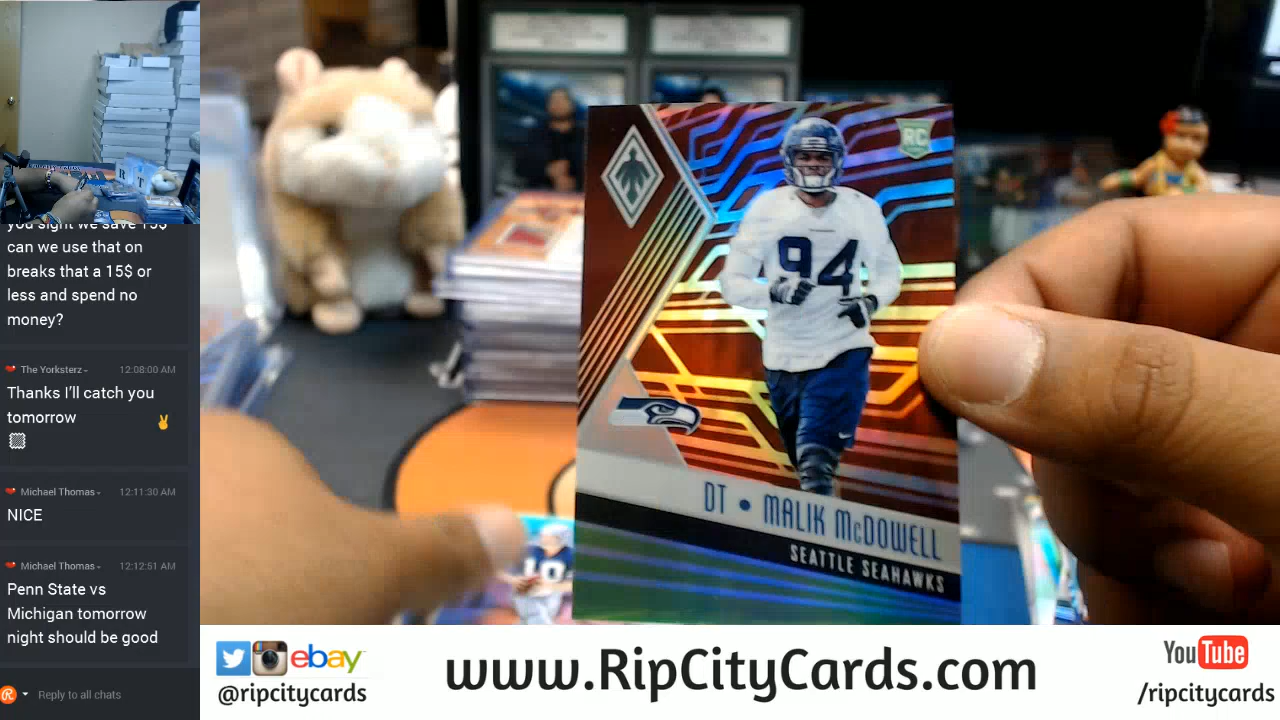 you sight we save 15$
can we use that on
breaks that a 15$ or
less and spend no
money?
The Yorksterz
12:08:00 AM
Thanks I'll catch you
tomorrow
Michael Thomas
12:11:30 AM
NICE
Michael Thomas
12:12:51 AM
Penn State vs
Michigan tomorrow
night should be good
Reply to all chats
RC
94
DT • MALIK McDOWELL
SEATTLE SEAHAWKS
10
ebay
@ripcitycards
www.RipCityCards.com
YouTube
/ripcitycards